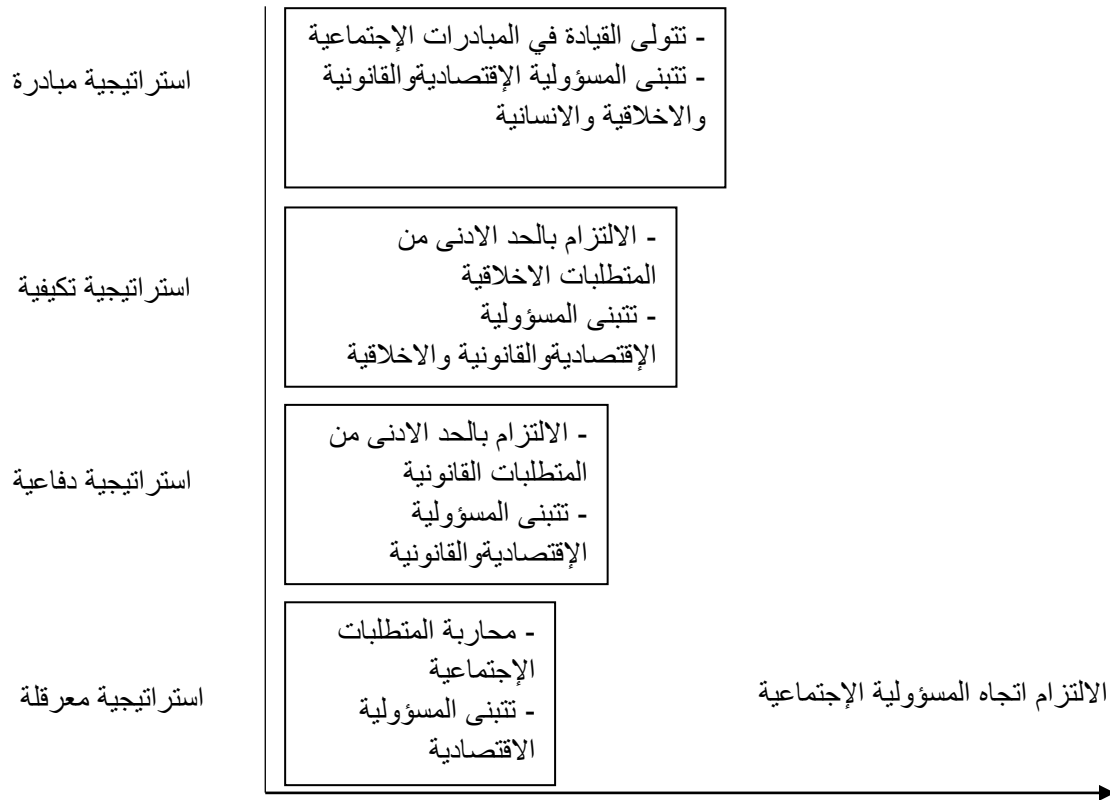 - تتولى القيادة في المبادرات الإجتماعية
- تتبنى المسؤولية الإقتصاديةوالقانونية
والاخلاقية والانسانية
استراتيجية مبادرة
- الالتزام بالحد الادنى من
المتطلبات الاخلاقية
- تتبنى المسؤولية
الإقتصاديةوالقانونية والاخلاقية
استراتيجية تكيفية
- الالتزام بالحد الادنى من
المتطلبات القانونية
- تتبنى المسؤولية
الإقتصاديةوالقانونية
استراتيجية دفاعية
- محاربة المتطلبات
الإجتماعية
- تتبنى المسؤولية
الاقتصادية
استراتيجية معرقلة
الالتزام اتجاه المسؤولية الإجتماعية